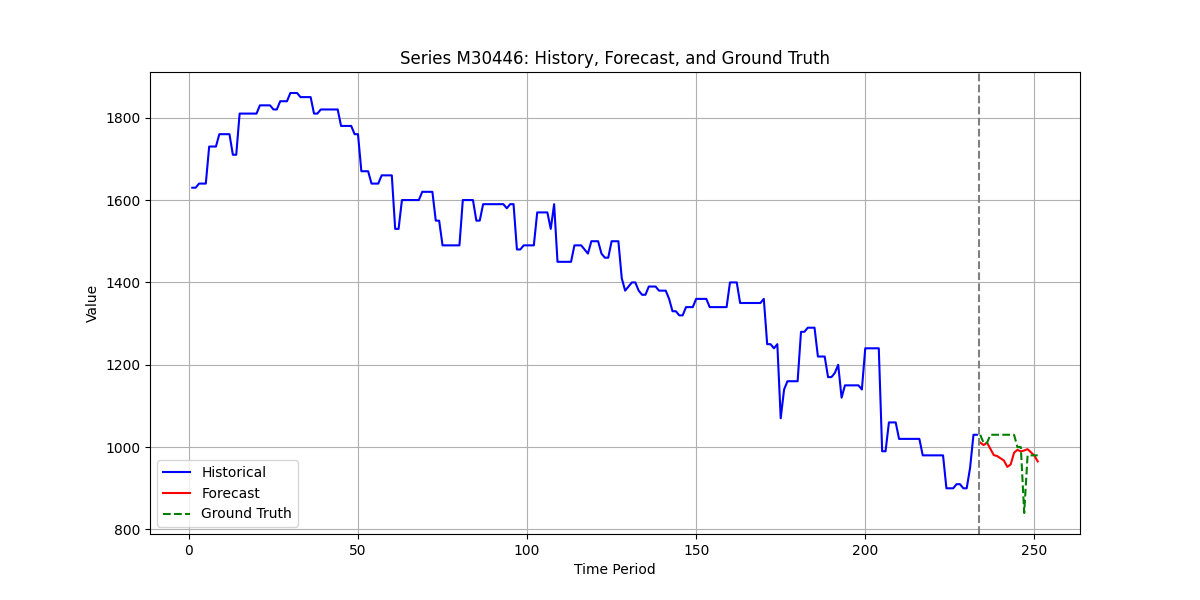 Series M30446: History, Forecast, and Ground Truth
Value
1800
1600
1400
1200
1000
800
Historical
Forecast
Ground Truth
0 50 100 150 200 250
Time Period